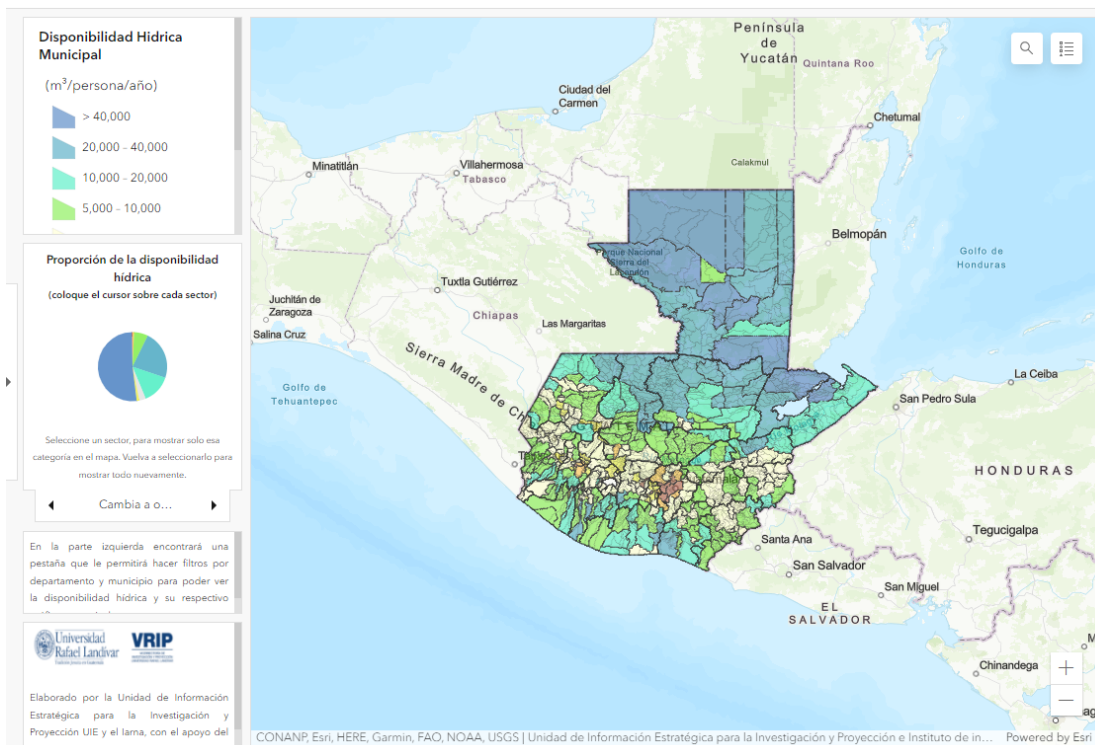 Disponibilidad Hidrica
Municipal
(m³/persona/año)
> 40,000
20,000 - 40,000
10,000 - 20,000
5,000 - 10,000
Proporción de la disponibilidad
hídrica
(coloque el cursor sobre cada sector)
Seleccione un sector, para mostrar solo esa
categoría en el mapa. Vuelva a seleccionarlo para
mostrar todo nuevamente.
Cambia a o...
En la parte izquierda encontrará una
pestaña que le permitirá hacer filtros por
departamento y municipio para poder ver
la disponibilidad hídrica y su respectivo
Universidad
Rafael Landívar
VRIP
Elaborado por la Unidad de Información
Estratégica para la Investigación y
Proyección UIE y el Iarna, con el apoyo del
Península
de
Yucatán
Quintana Roo
Ciudad del
Carmen
Chetumal
Calakmul
Minatitlán
Villahermosa
Tabasco
Belmopán
Parque Nacional
Sierra del
Lacandón
Golfo de
Honduras
Tuxtla Gutiérrez
Juchitán de
Zaragoza
Chiapas
Las Margaritas
Salina Cruz
Sierra Madre de Ch
Golfo de
Tehuantepec
La Ceiba
San Pedro Sula
HONDURAS
Tegucigalpa
Santa Ana
San Salvador
San Miguel
EL
SALVADOR
Chinandega
CONANP, Esri, HERE, Garmin, FAO, NOAA, USGS | Unidad de Información Estratégica para la Investigación y Proyección e Instituto de in... Powered by Esri